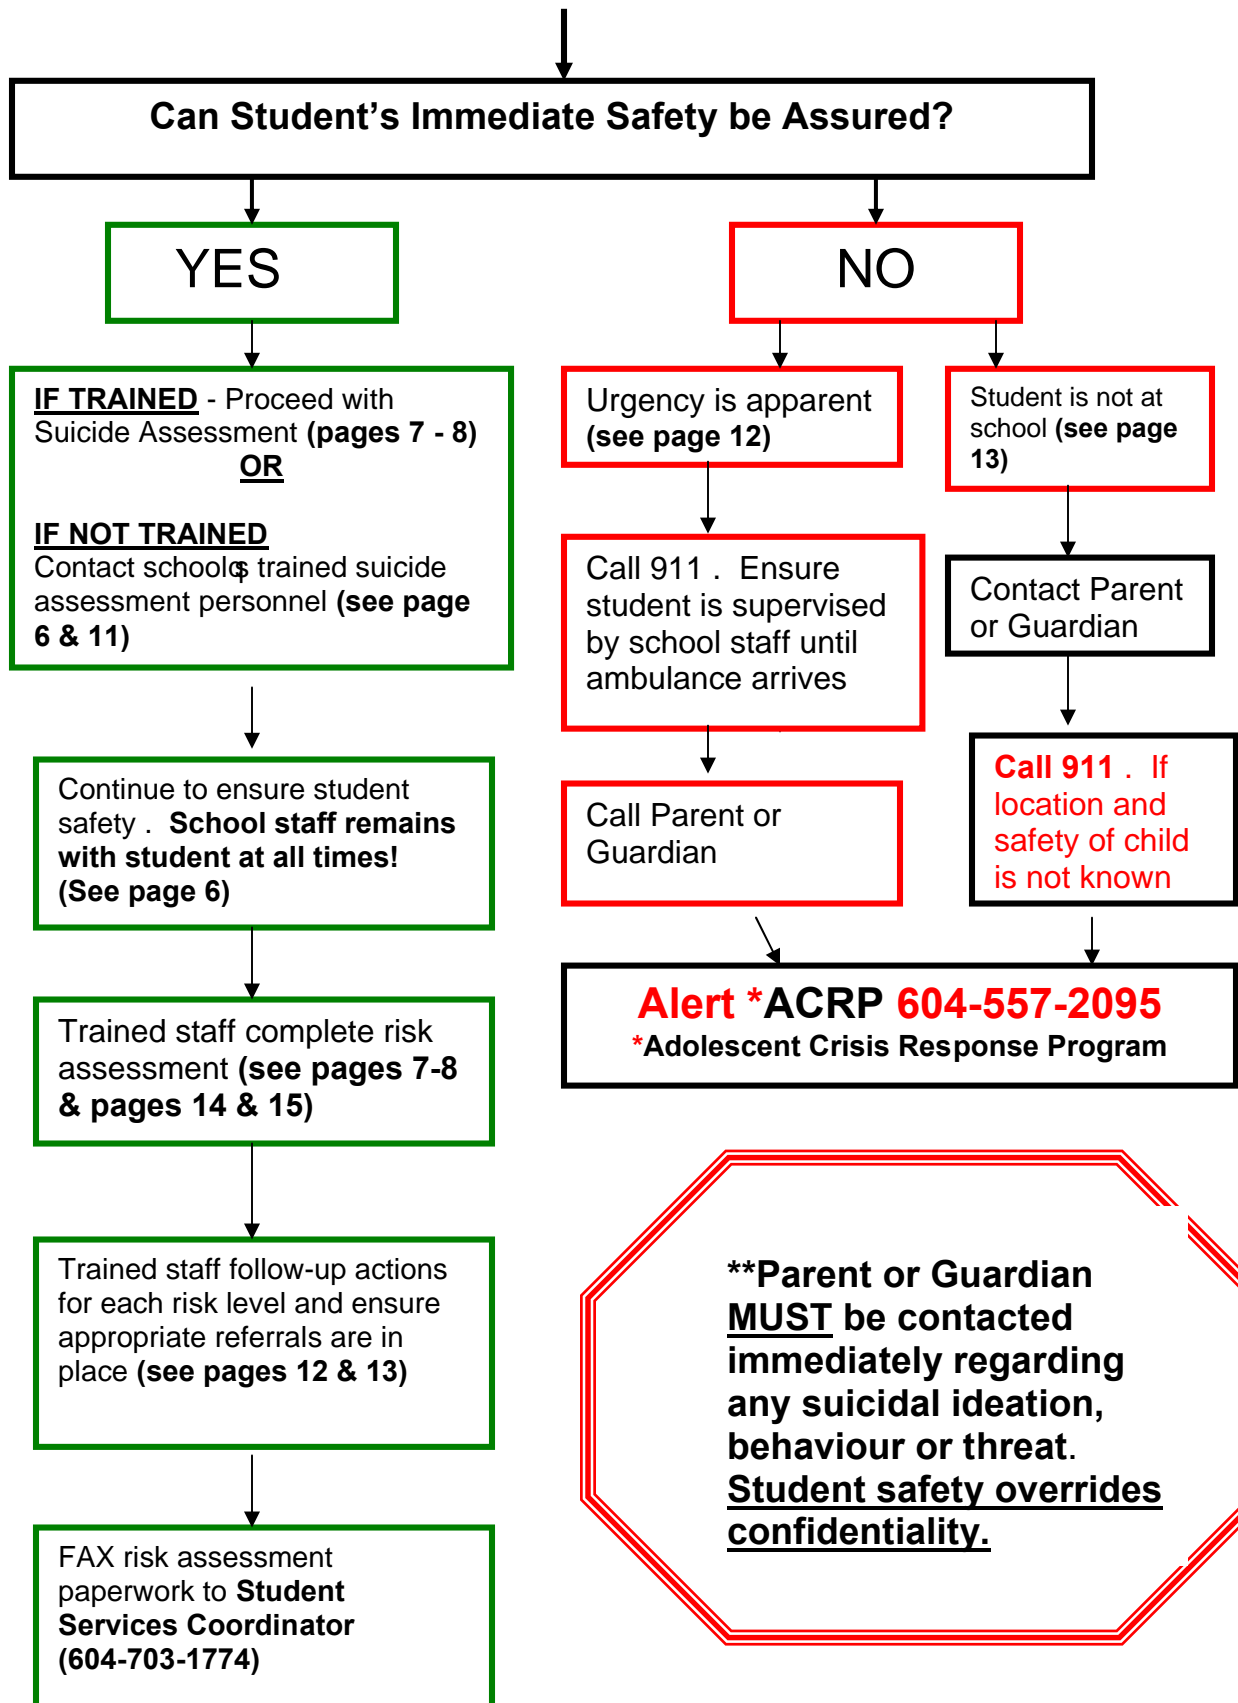 Can Student's Immediate Safety be Assured?
YES
NO
IF TRAINED - Proceed with
Suicide Assessment (pages 7 - 8)
OR
IF NOT TRAINED
Contact school's trained suicide
assessment personnel (see page
6 & 11)
Continue to ensure student
safety . School staff remains
with student at all times!
(See page 6)
Trained staff complete risk
assessment (see pages 7-8
& pages 14 & 15)
Trained staff follow-up actions
for each risk level and ensure
appropriate referrals are in
place (see pages 12 & 13)
FAX risk assessment
paperwork to Student
Services Coordinator
(604-703-1774)
Urgency is apparent
(see page 12)
Call 911 . Ensure
student is supervised
by school staff until
ambulance arrives
Call Parent or
Guardian
Student is not at
school (see page
13)
Contact Parent
or Guardian
Call 911 . If
location and
safety of child
is not known
Alert *ACRP 604-557-2095
*Adolescent Crisis Response Program
**Parent or Guardian
MUST be contacted
immediately regarding
any suicidal ideation,
behaviour or threat.
Student safety overrides
confidentiality.